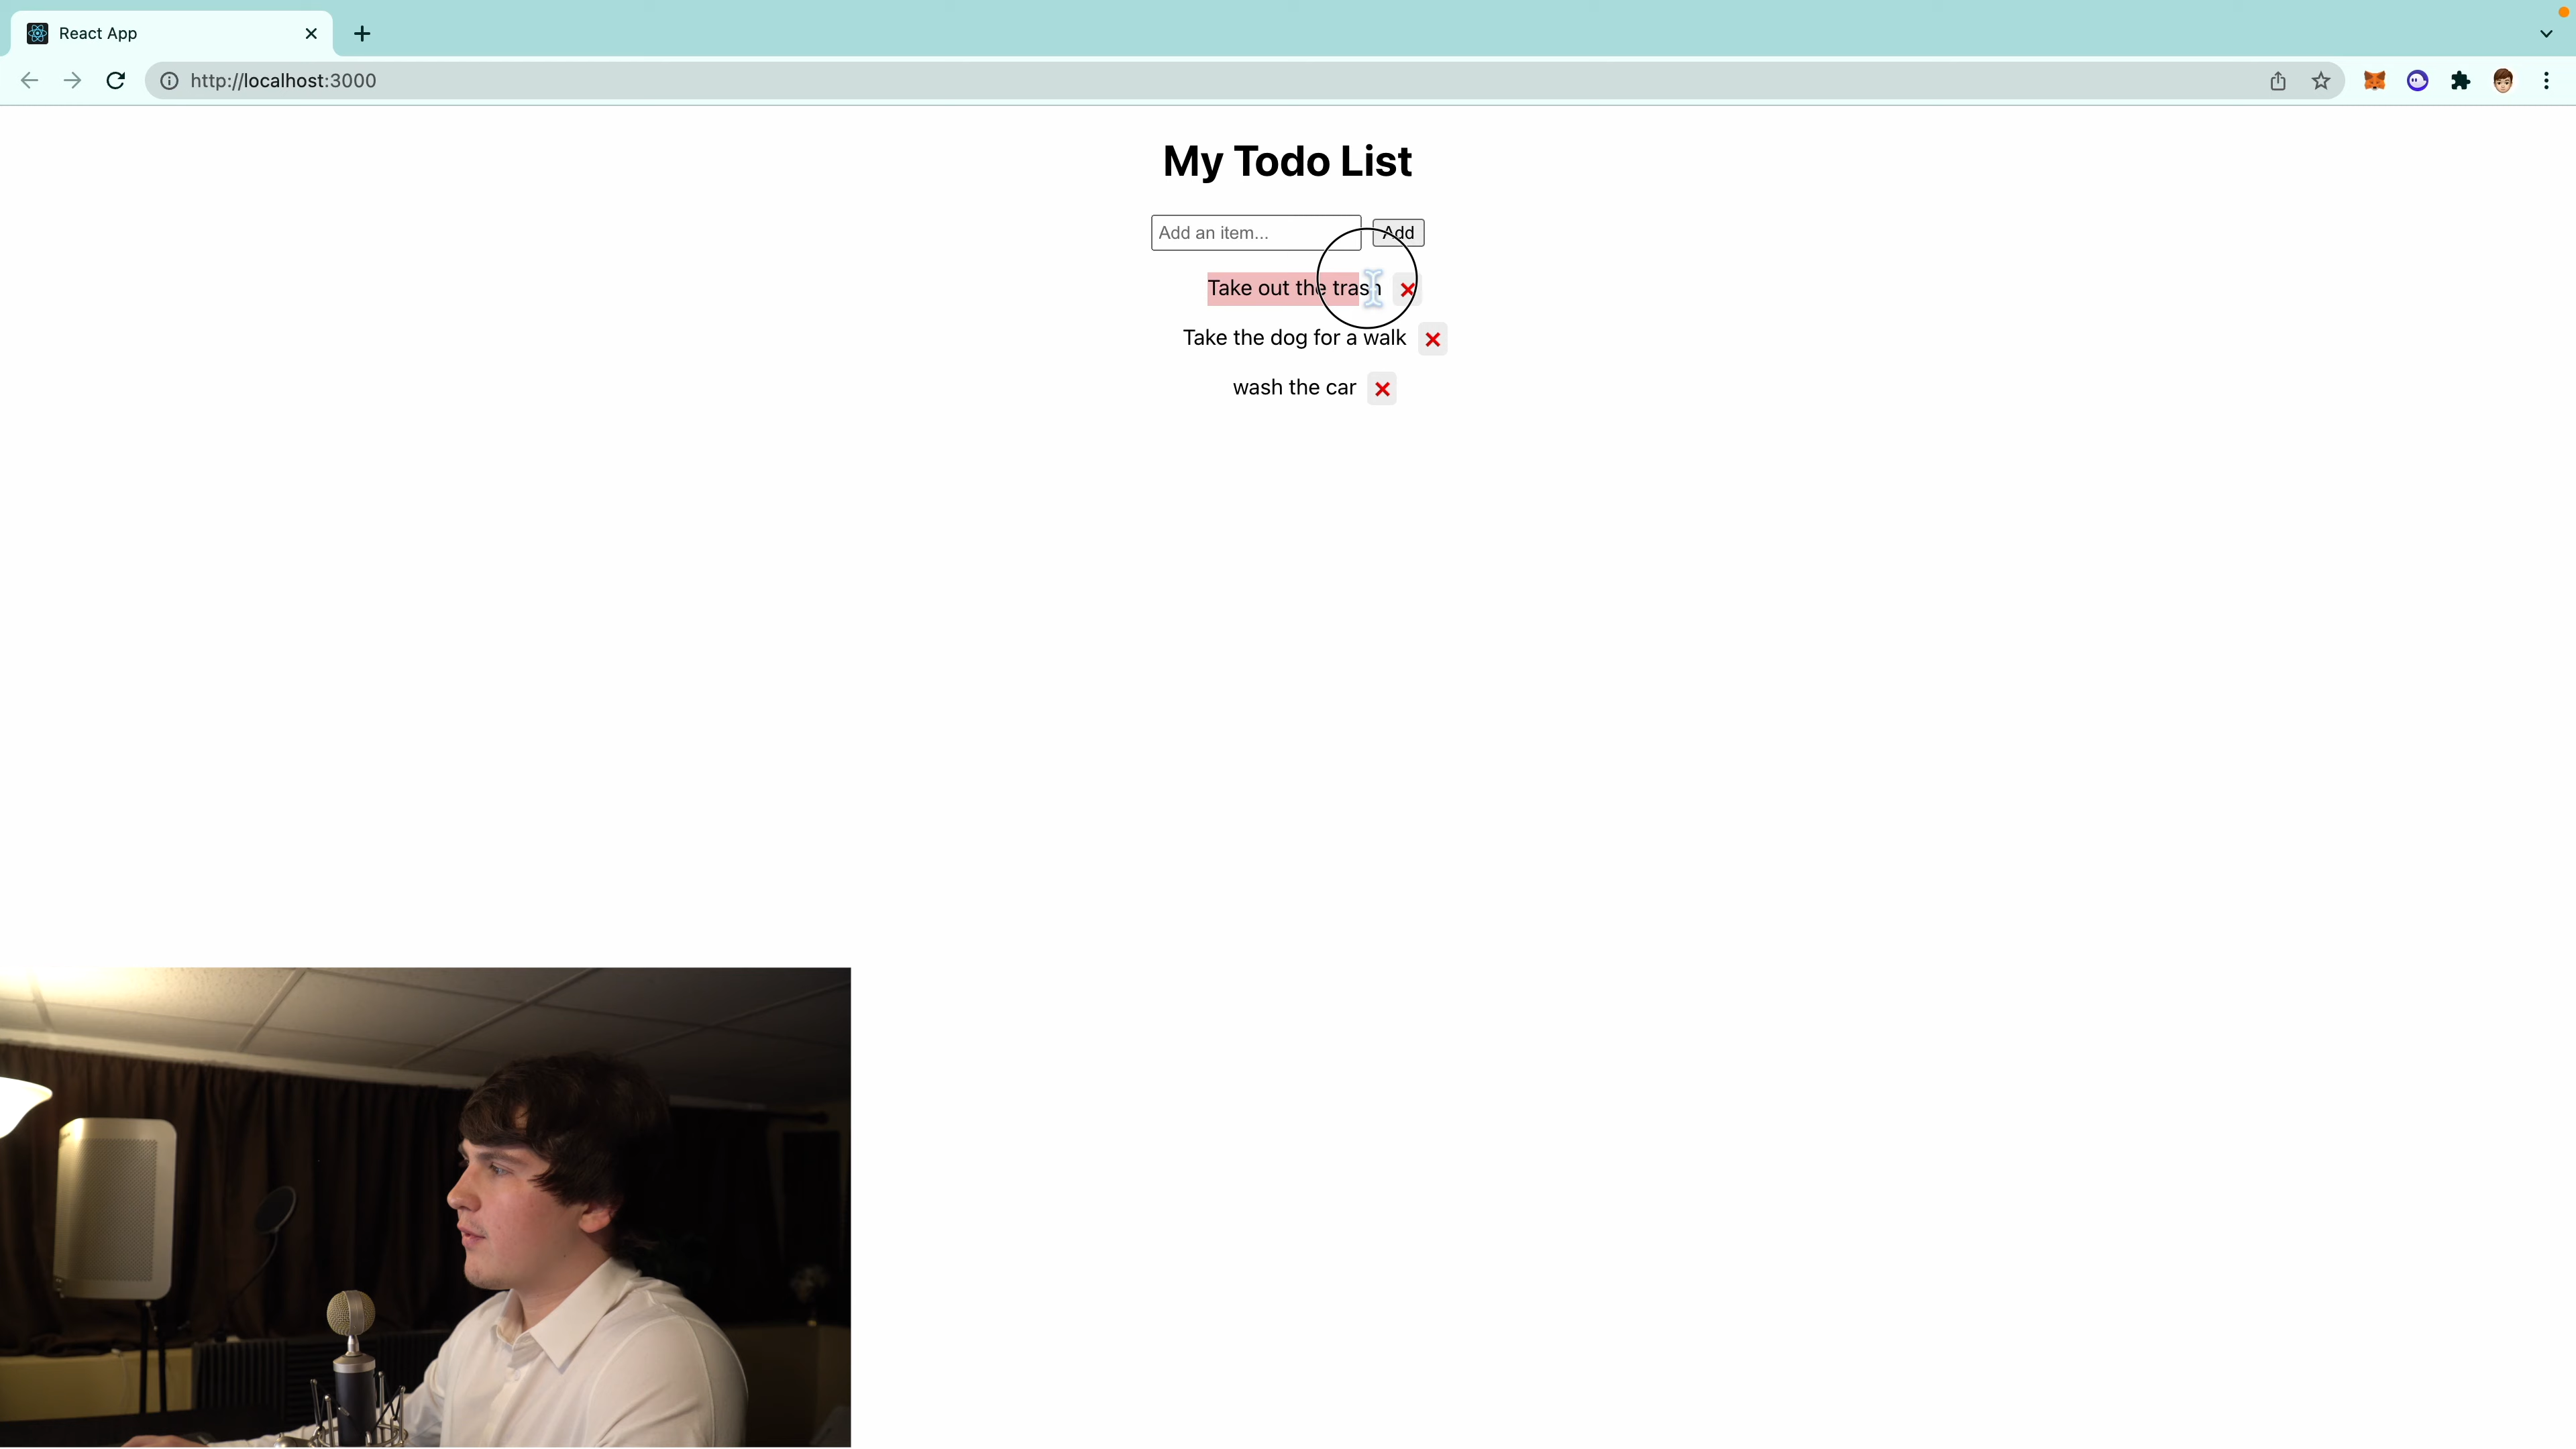 React App
http://localhost:3000
My Todo List
Add an item...
Add
Take out the trash
Take the dog for a walk
wash the car